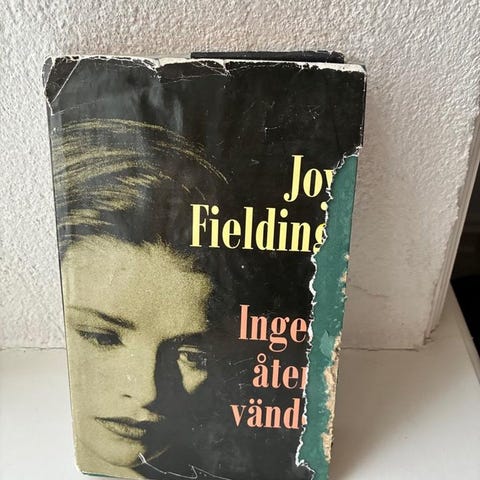 Joy
Fielding
Inge
åter
vänd